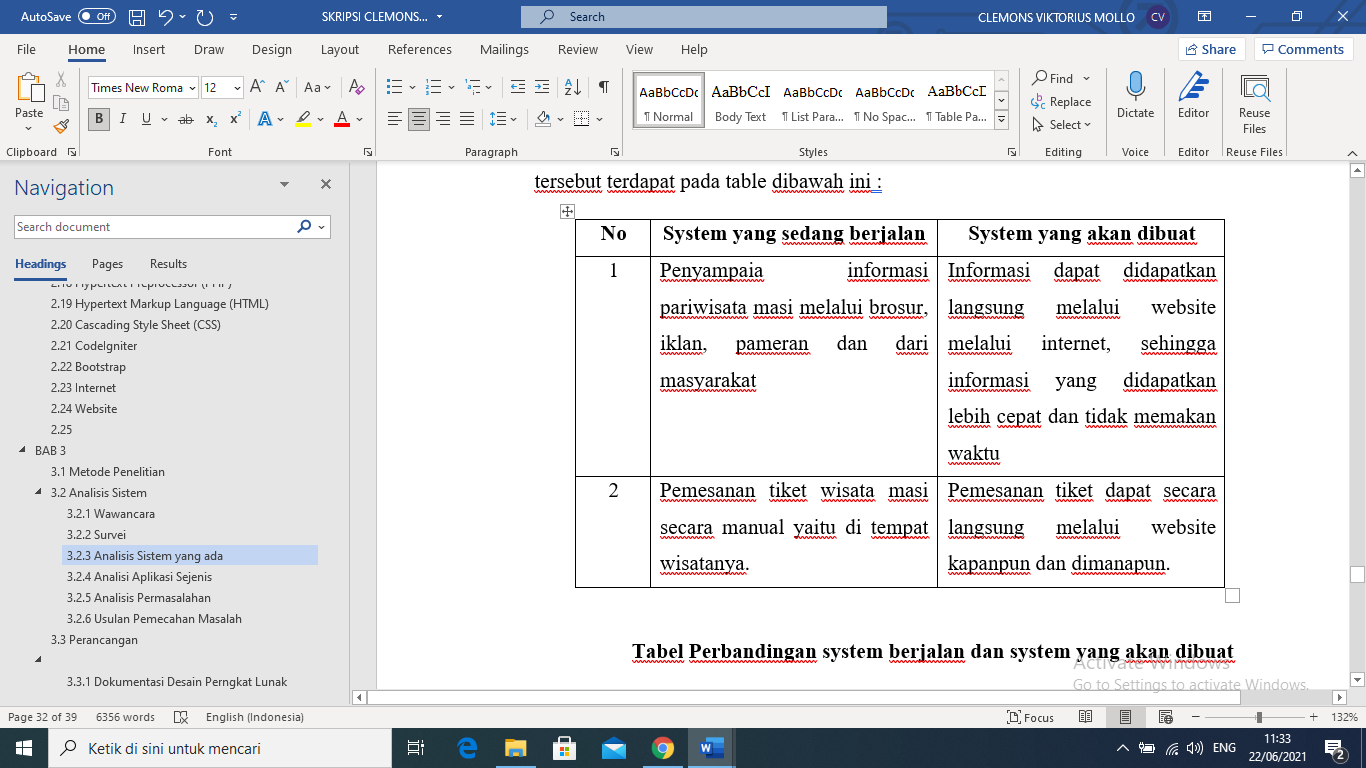 AutoSave Off SKRIPSI CLEMONS... Search CLEMONS VIKTORIUS MOLLO CV
File Home Insert Draw Design Layout References Mailings Review View Help Share Comments
Paste
Clipboard
Times New Roma 12
Font
Paragraph
AaBbCcDc AaBbCcI AaBbCcDc AaBbCcDc AaBbCcI
¶ Normal Body Text ¶ List Para... ¶ No Spac... ¶ Table Pa...
Styles
Find
Replace
Select
Editing
Dictate
Voice
Editor
Editor
Reuse
Files
Reuse Files
Navigation
Search document
Headings Pages Results
2.19 Hypertext Markup Language (HTML)
2.20 Cascading Style Sheet (CSS)
2.21 CodeIgniter
2.22 Bootstrap
2.23 Internet
2.24 Website
2.25
BAB 3
3.1 Metode Penelitian
3.2 Analisis Sistem
3.2.1 Wawancara
3.2.2 Survei
3.2.3 Analisis Sistem yang ada
3.2.4 Analisi Aplikasi Sejenis
3.2.5 Analisis Permasalahan
3.2.6 Usulan Pemecahan Masalah
3.3 Perancangan
3.3.1 Dokumentasi Desain Perngkat Lunak
tersebut terdapat pada table dibawah ini :
No System yang sedang berjalan System yang akan dibuat
1
Penyampaia informasi
pariwisata masi melalui brosur,
iklan, pameran dan dari
masyarakat
Informasi dapat didapatkan
langsung melalui website
melalui internet, sehingga
informasi yang didapatkan
lebih cepat dan tidak memakan
waktu
2
Pemesanan tiket wisata masi
secara manual yaitu di tempat
wisatanya.
Pemesanan tiket dapat secara
langsung melalui website
kapanpun dan dimanapun.
Tabel Perbandingan system berjalan dan system yang akan dibuat
Activate Windows
Go to Settings to activate Windows.
Page 32 of 39 6356 words English (Indonesia) Focus 132%
Ketik di sini untuk mencari
ENG
11:33
22/06/2021
2